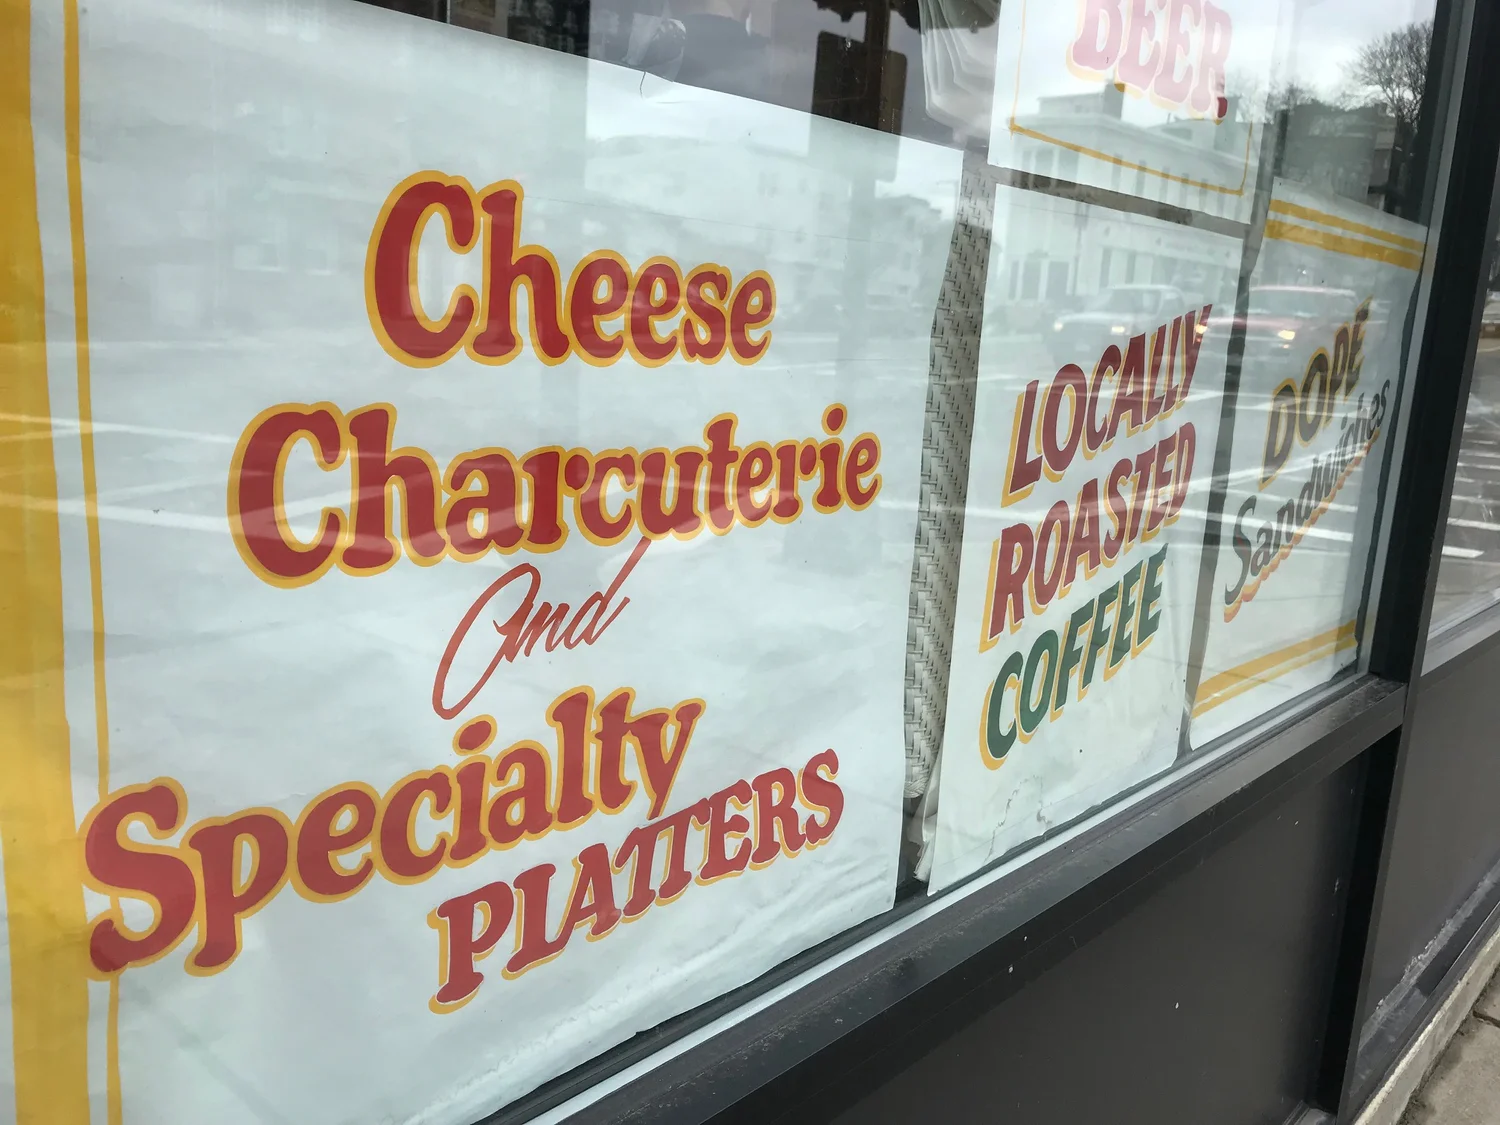 Cheese
Charcuterie
And
Specialty
PLATTERS
BEER
LOCALLY
ROASTED
COFFEE
DOPE
Sandwiches